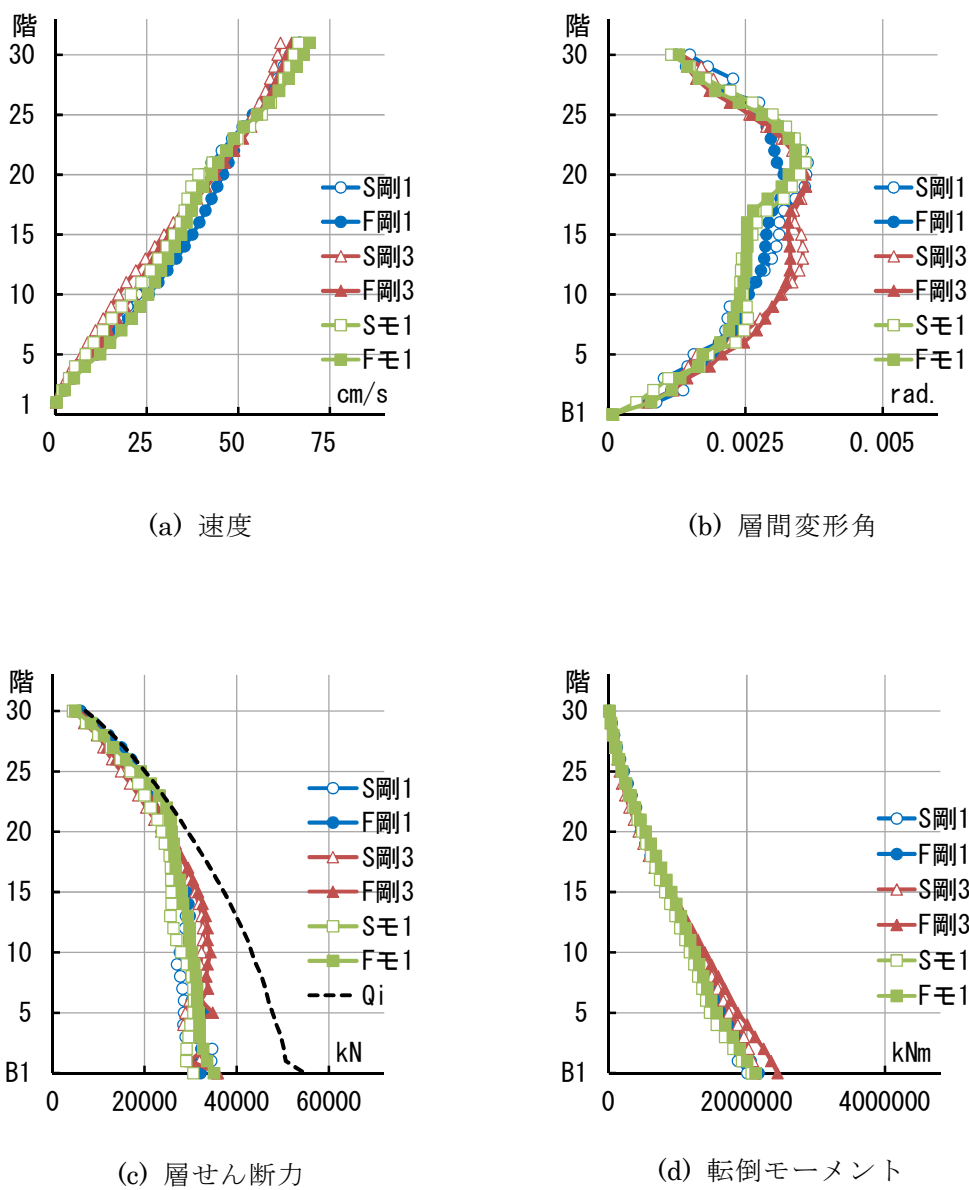 階
30
25
20
15
10
5
1
0
25
50
75
cm/s
S剛1
F剛1
S剛3
F剛3
Sモ1
Fモ1
(a) 速度
階
30
25
20
15
10
5
B1
0
0.0025
0.005
rad.
S剛1
F剛1
S剛3
F剛3
Sモ1
Fモ1
(b) 層間変形角
階
30
25
20
15
10
5
B1
0
20000
40000
60000
kN
S剛1
F剛1
S剛3
F剛3
Sモ1
Fモ1
Qi
(c) 層せん断力
階
30
25
20
15
10
5
B1
0
2000000
4000000
kNm
S剛1
F剛1
S剛3
F剛3
Sモ1
Fモ1
(d) 転倒モーメント